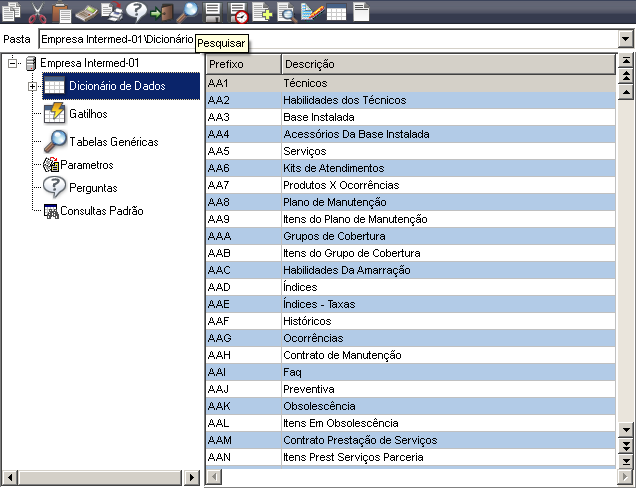 Pasta
Empresa Intermed-01\Dicionário
Pesquisar
Empresa Intermed-01
Dicionário de Dados
Gatilhos
Tabelas Genéricas
Parametros
Perguntas
Consultas Padrão
Prefixo Descrição
AA1 Técnicos
AA2 Habilidades dos Técnicos
AA3 Base Instalada
AA4 Acessórios Da Base Instalada
AA5 Serviços
AA6 Kits de Atendimentos
AA7 Produtos X Ocorrências
AA8 Plano de Manutenção
AA9 Itens do Plano de Manutenção
AAA Grupos de Cobertura
AAB Itens do Grupo de Cobertura
AAC Habilidades Da Amarração
AAD Índices
AAE Índices - Taxas
AAF Históricos
AAG Ocorrências
AAH Contrato de Manutenção
AAI Faq
AAJ Preventiva
AAK Obsolescência
AAL Itens Em Obsolescência
AAM Contrato Prestação de Serviços
AAN Itens Prest Serviços Parceria